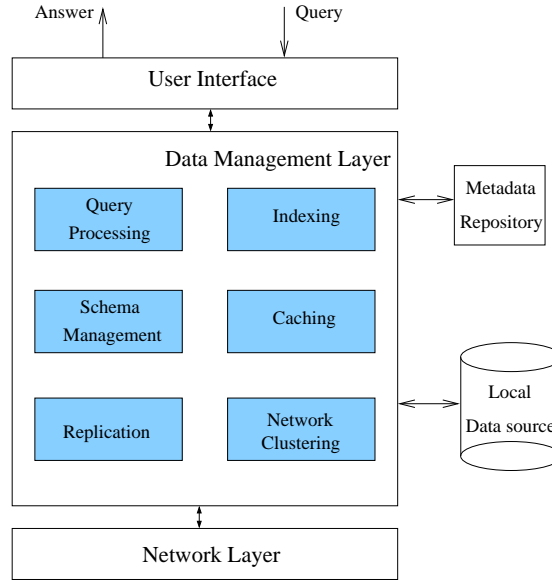 Answer
Query
User Interface
Data Management Layer
Query
Processing
Indexing
Metadata
Repository
Schema
Management
Caching
Local
Data source
Replication
Network
Clustering
Network Layer